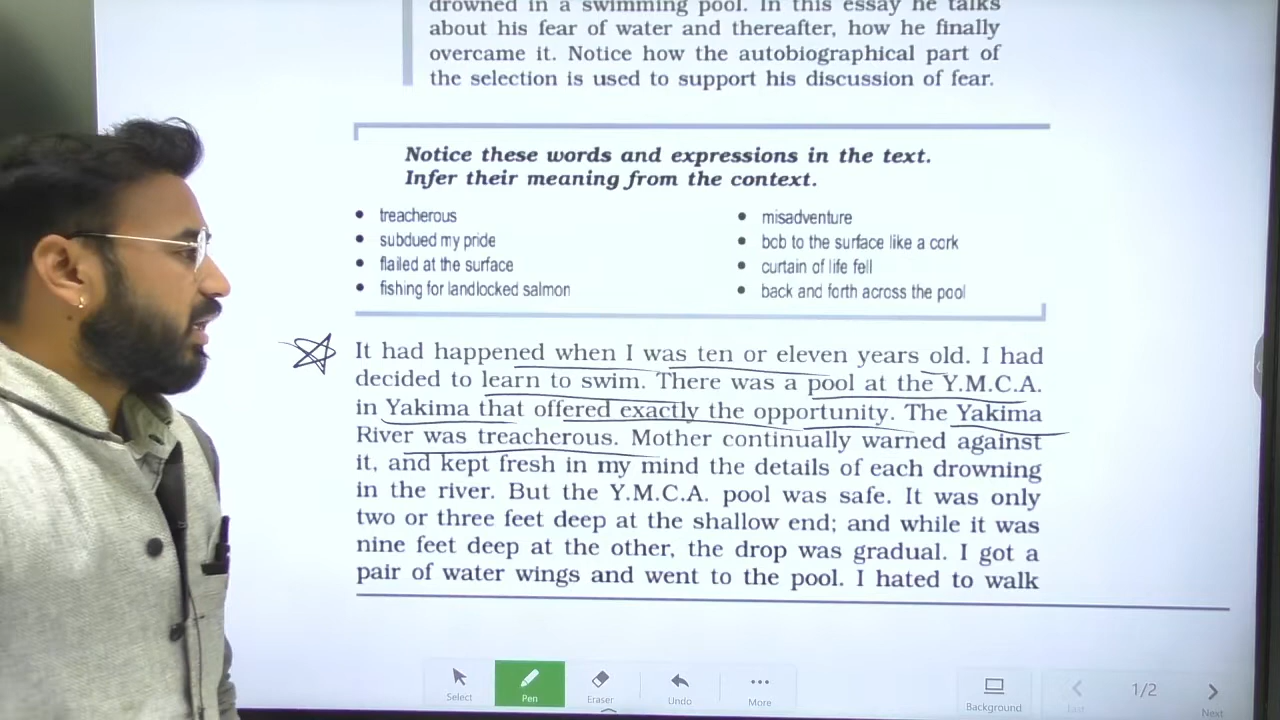 drowned in a swimming pool. In this essay he talks
about his fear of water and thereafter, how he finally
overcame it. Notice how the autobiographical part of
the selection is used to support his discussion of fear.
Notice these words and expressions in the text.
Infer their meaning from the context.
• treacherous
• subdued my pride
• flailed at the surface
• fishing for landlocked salmon
• misadventure
• bob to the surface like a cork
• curtain of life fell
• back and forth across the pool
It had happened when I was ten or eleven years old. I had
decided to learn to swim. There was a pool at the Y.M.C.A.
in Yakima that offered exactly the opportunity. The Yakima
River was treacherous. Mother continually warned against
it, and kept fresh in my mind the details of each drowning
in the river. But the Y.M.C.A. pool was safe. It was only
two or three feet deep at the shallow end; and while it was
nine feet deep at the other, the drop was gradual. I got a
pair of water wings and went to the pool. I hated to walk
Select
Pen
Eraser
Undo
More
Background
Last
1/2
Next